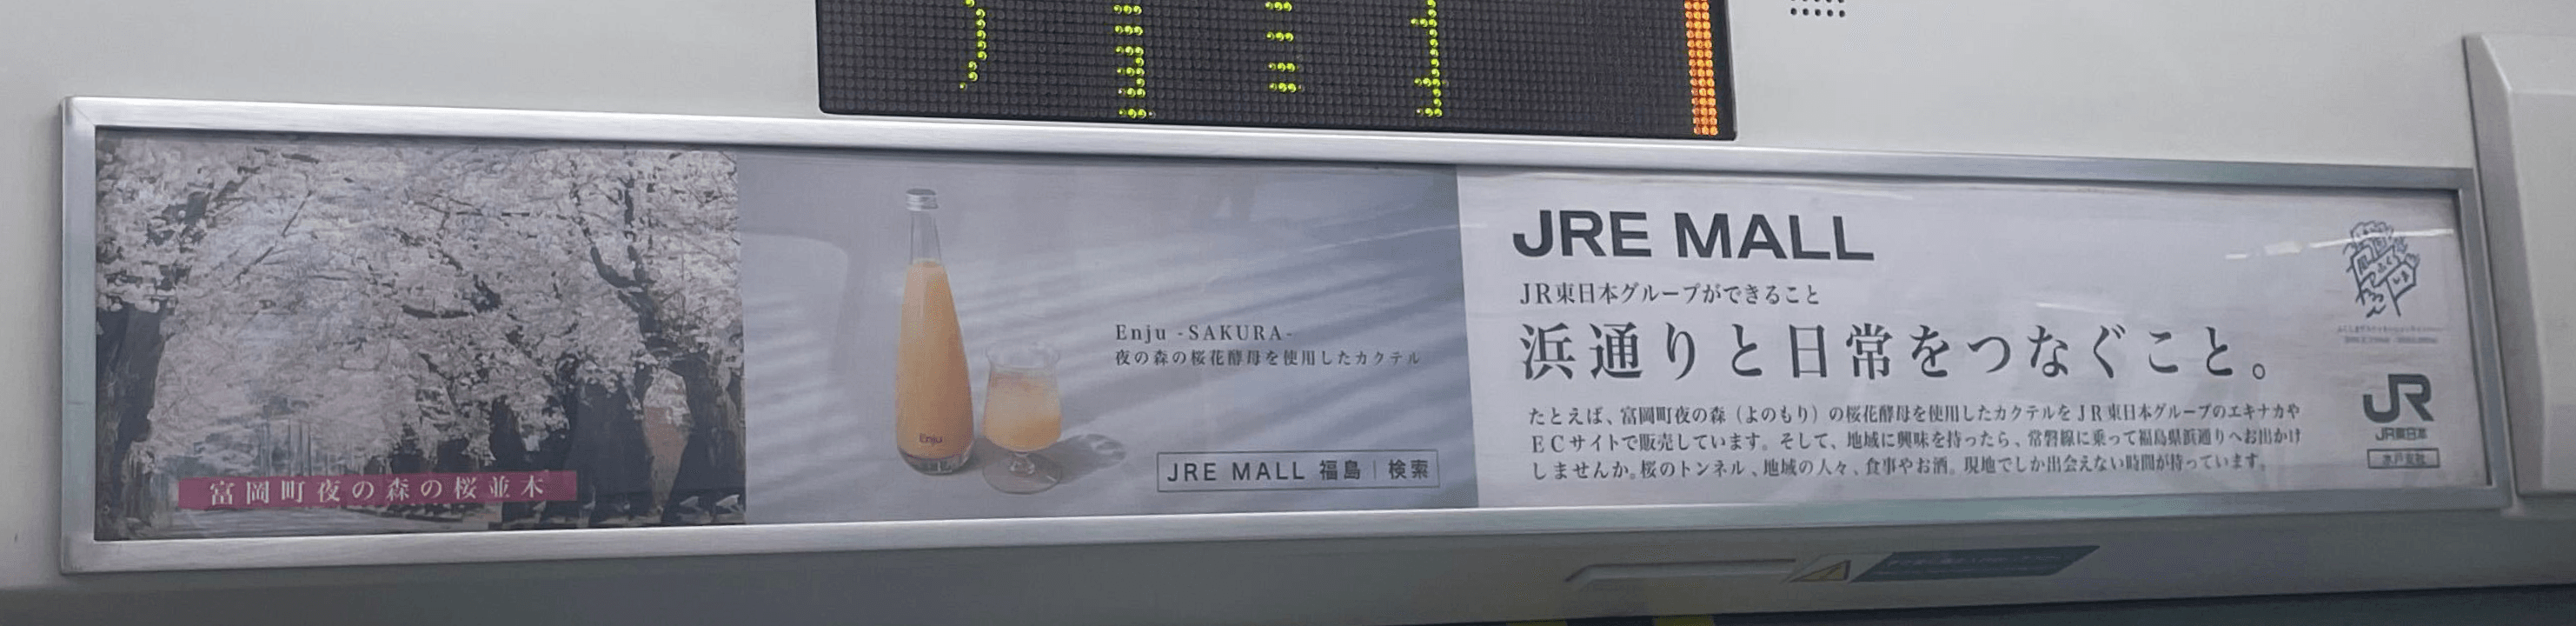 富岡町夜の森の桜並木
Enju
Enju -SAKURA-
夜の森の桜花酵母を使用したカクテル
JRE MALL 福島 | 検索
JRE MALL
JR東日本グループができること
浜通りと日常をつなぐこと。
たとえば、富岡町夜の森（よのもり）の桜花酵母を使用したカクテルをJR東日本グループのエキナカや
ECサイトで販売しています。そして、地域に興味を持ったら、常磐線に乗って福島県浜通りへお出かけ
しませんか。桜のトンネル、地域の人々、食事やお酒。現地でしか出会えない時間が持っています。
JR
JR東日本
水戸支社